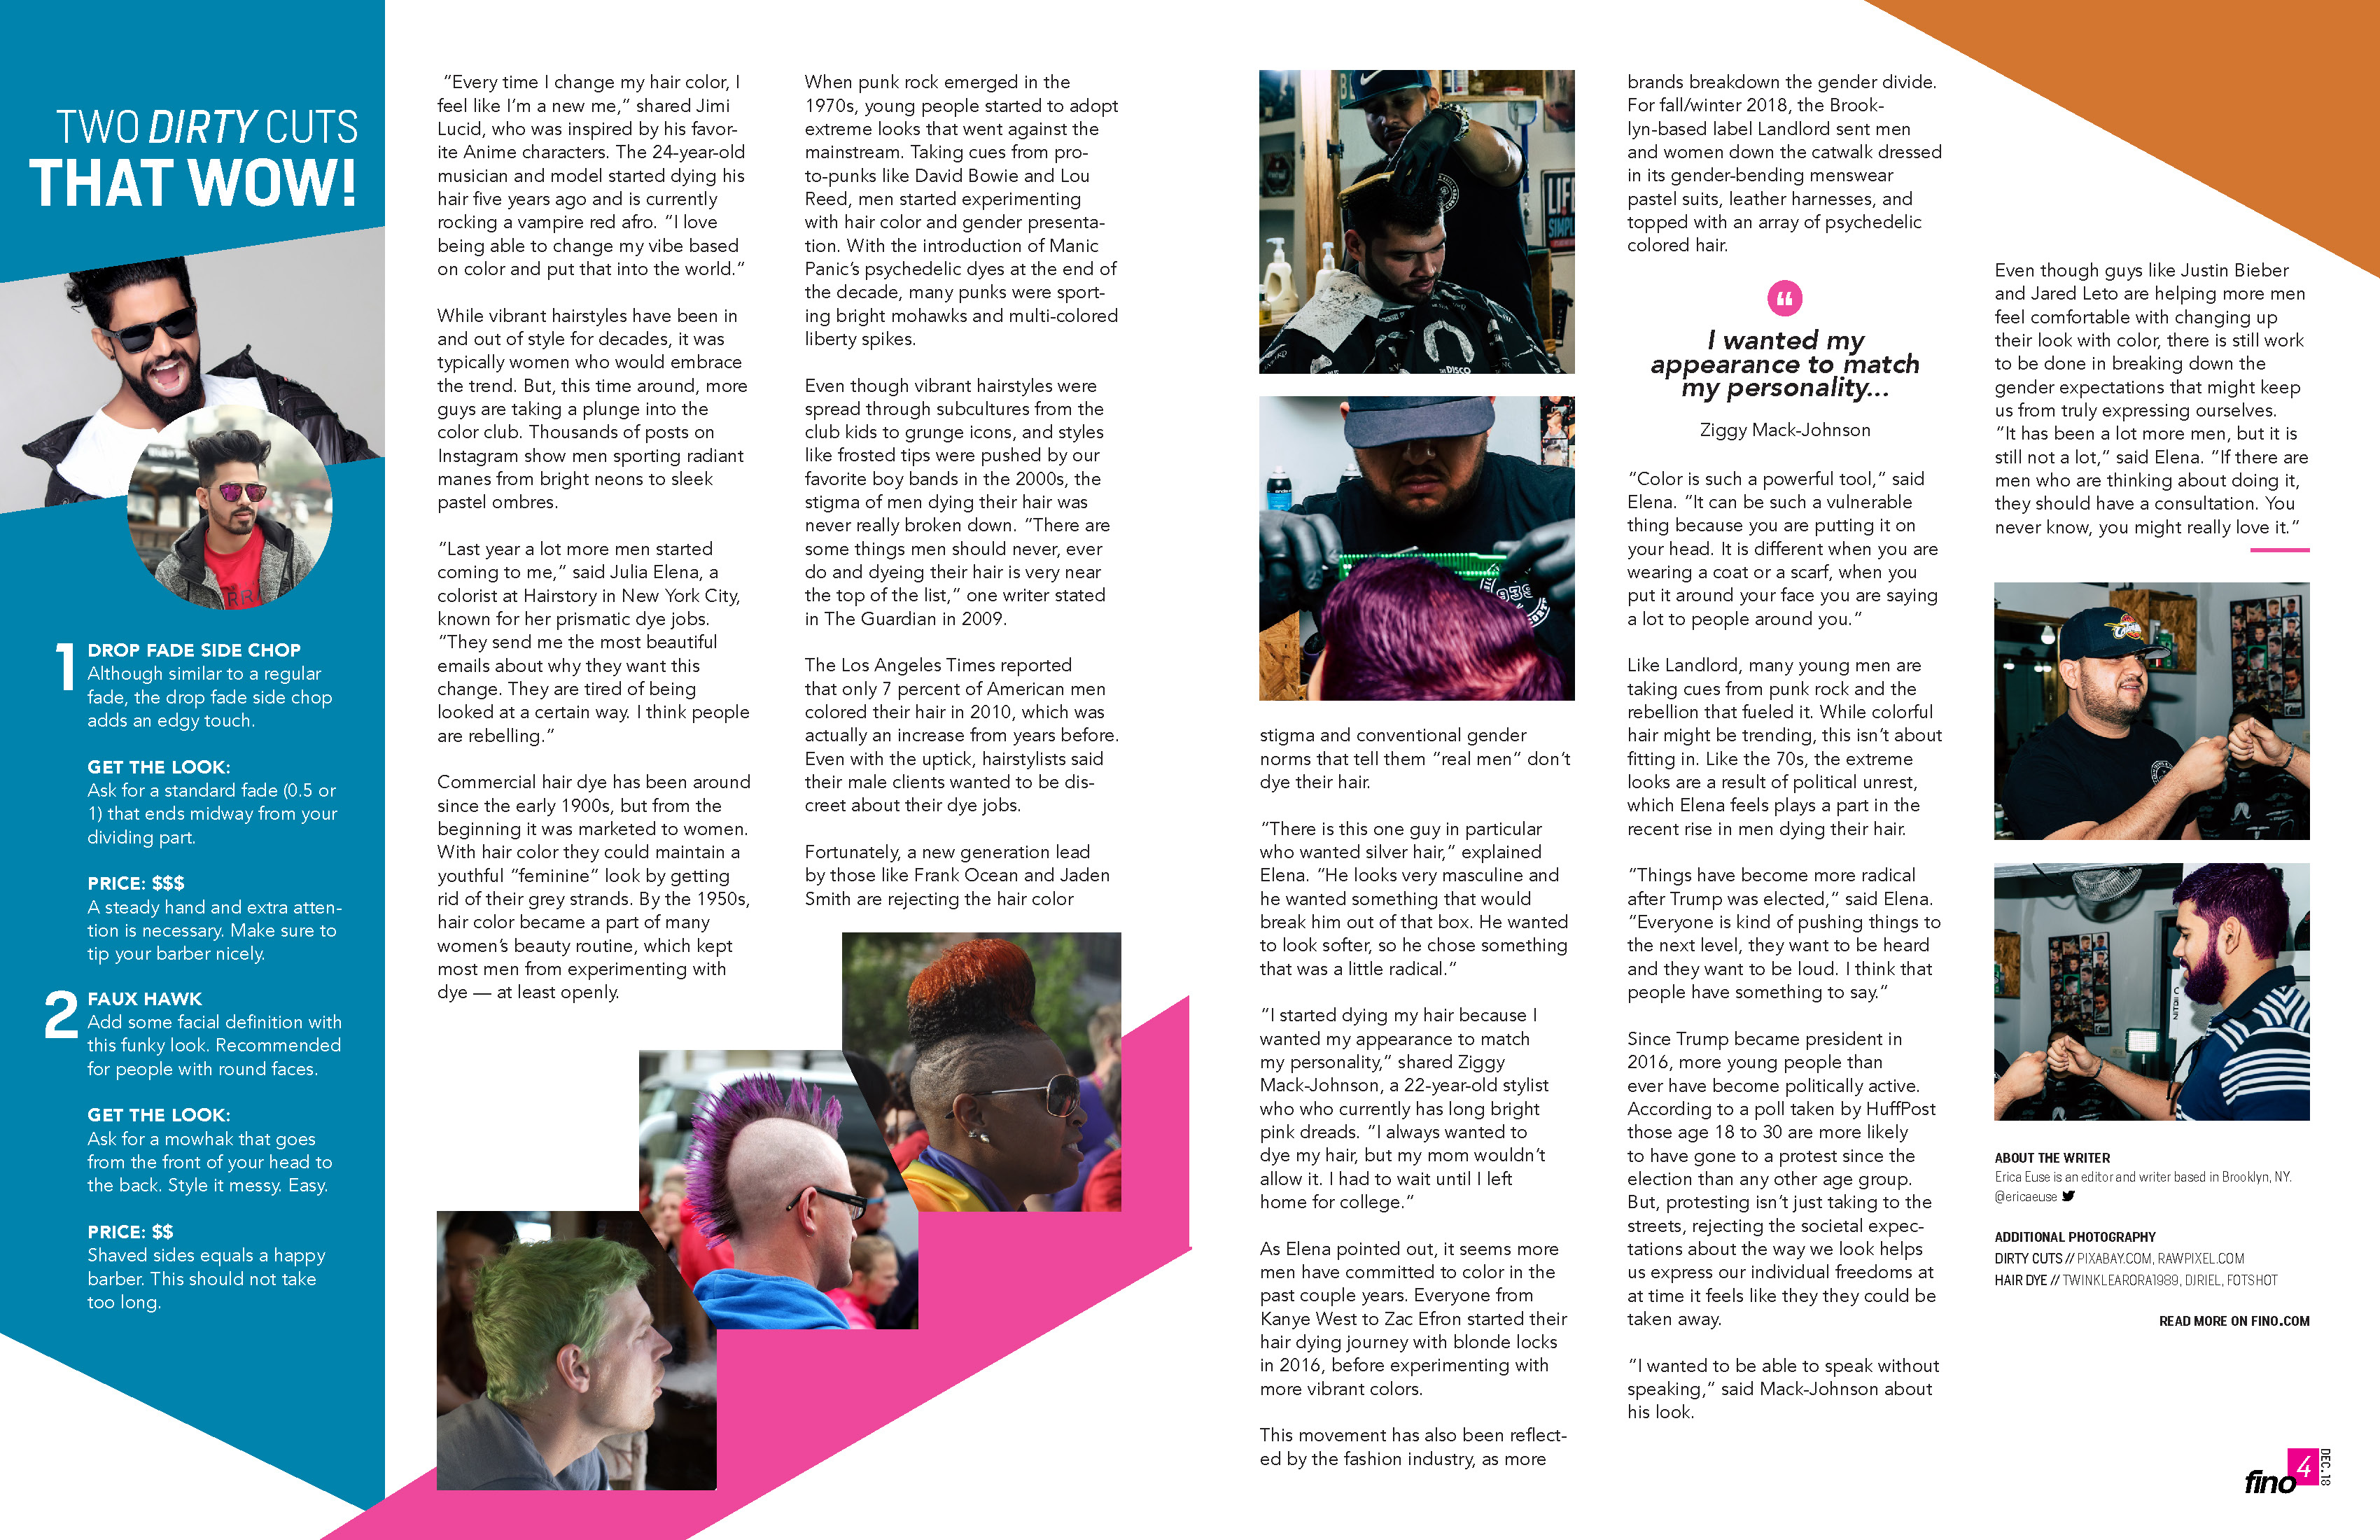 TWO DIRTY CUTS
THAT WOW!
1 DROP FADE SIDE CHOP
Although similar to a regular
fade, the drop fade side chop
adds an edgy touch.
GET THE LOOK:
Ask for a standard fade (0.5 or
1) that ends midway from your
dividing part.
PRICE: $$$
A steady hand and extra atten-
tion is necessary. Make sure to
tip your barber nicely.
2 FAUX HAWK
Add some facial definition with
this funky look. Recommended
for people with round faces.
GET THE LOOK:
Ask for a mowhak that goes
from the front of your head to
the back. Style it messy. Easy.
PRICE: $$
Shaved sides equals a happy
barber. This should not take
too long.
“Every time I change my hair color, I
feel like I’m a new me,” shared Jimi
Lucid, who was inspired by his favor-
ite Anime characters. The 24-year-old
musician and model started dying his
hair five years ago and is currently
rocking a vampire red afro. “I love
being able to change my vibe based
on color and put that into the world.”
While vibrant hairstyles have been in
and out of style for decades, it was
typically women who would embrace
the trend. But, this time around, more
guys are taking a plunge into the
color club. Thousands of posts on
Instagram show men sporting radiant
manes from bright neons to sleek
pastel ombres.
“Last year a lot more men started
coming to me,” said Julia Elena, a
colorist at Hairstory in New York City,
known for her prismatic dye jobs.
“They send me the most beautiful
emails about why they want this
change. They are tired of being
looked at a certain way. I think people
are rebelling.”
Commercial hair dye has been around
since the early 1900s, but from the
beginning it was marketed to women.
With hair color they could maintain a
youthful “feminine” look by getting
rid of their grey strands. By the 1950s,
hair color became a part of many
women’s beauty routine, which kept
most men from experimenting with
dye — at least openly.
When punk rock emerged in the
1970s, young people started to adopt
extreme looks that went against the
mainstream. Taking cues from pro-
to-punks like David Bowie and Lou
Reed, men started experimenting
with hair color and gender presenta-
tion. With the introduction of Manic
Panic’s psychedelic dyes at the end of
the decade, many punks were sport-
ing bright mohawks and multi-colored
liberty spikes.
Even though vibrant hairstyles were
spread through subcultures from the
club kids to grunge icons, and styles
like frosted tips were pushed by our
favorite boy bands in the 2000s, the
stigma of men dying their hair was
never really broken down. “There are
some things men should never, ever
do and dyeing their hair is very near
the top of the list,” one writer stated
in The Guardian in 2009.
The Los Angeles Times reported
that only 7 percent of American men
colored their hair in 2010, which was
actually an increase from years before.
Even with the uptick, hairstylists said
their male clients wanted to be dis-
creet about their dye jobs.
Fortunately, a new generation lead
by those like Frank Ocean and Jaden
Smith are rejecting the hair color
stigma and conventional gender
norms that tell them “real men” don’t
dye their hair.
“There is this one guy in particular
who wanted silver hair,” explained
Elena. “He looks very masculine and
he wanted something that would
break him out of that box. He wanted
to look softer, so he chose something
that was a little radical.”
“I started dying my hair because I
wanted my appearance to match
my personality,” shared Ziggy
Mack-Johnson, a 22-year-old stylist
who who currently has long bright
pink dreads. “I always wanted to
dye my hair, but my mom wouldn’t
allow it. I had to wait until I left
home for college.”
As Elena pointed out, it seems more
men have committed to color in the
past couple years. Everyone from
Kanye West to Zac Efron started their
hair dying journey with blonde locks
in 2016, before experimenting with
more vibrant colors.
This movement has also been reflect-
ed by the fashion industry, as more
brands breakdown the gender divide.
For fall/winter 2018, the Brook-
lyn-based label Landlord sent men
and women down the catwalk dressed
in its gender-bending menswear
pastel suits, leather harnesses, and
topped with an array of psychedelic
colored hair.
“
I wanted my
appearance to match
my personality...
Ziggy Mack-Johnson
“Color is such a powerful tool,” said
Elena. “It can be such a vulnerable
thing because you are putting it on
your head. It is different when you are
wearing a coat or a scarf, when you
put it around your face you are saying
a lot to people around you.”
Like Landlord, many young men are
taking cues from punk rock and the
rebellion that fueled it. While colorful
hair might be trending, this isn’t about
fitting in. Like the 70s, the extreme
looks are a result of political unrest,
which Elena feels plays a part in the
recent rise in men dying their hair.
“Things have become more radical
after Trump was elected,” said Elena.
“Everyone is kind of pushing things to
the next level, they want to be heard
and they want to be loud. I think that
people have something to say.”
Since Trump became president in
2016, more young people than
ever have become politically active.
According to a poll taken by HuffPost
those age 18 to 30 are more likely
to have gone to a protest since the
election than any other age group.
But, protesting isn’t just taking to the
streets, rejecting the societal expec-
tations about the way we look helps
us express our individual freedoms at
at time it feels like they they could be
taken away.
“I wanted to be able to speak without
speaking,” said Mack-Johnson about
his look.
Even though guys like Justin Bieber
and Jared Leto are helping more men
feel comfortable with changing up
their look with color, there is still work
to be done in breaking down the
gender expectations that might keep
us from truly expressing ourselves.
“It has been a lot more men, but it is
still not a lot,” said Elena. “If there are
men who are thinking about doing it,
they should have a consultation. You
never know, you might really love it.”
ABOUT THE WRITER
Erica Euse is an editor and writer based in Brooklyn, NY.
@ericaeuse
ADDITIONAL PHOTOGRAPHY
DIRTY CUTS // PIXABAY.COM, RAWPIXEL.COM
HAIR DYE // TWINKLEARORA1989, DJRIEL, FOTSHOT
READ MORE ON FINO.COM
fino 4 DEC.18
LIFE
SIMPL
DISCO
RR